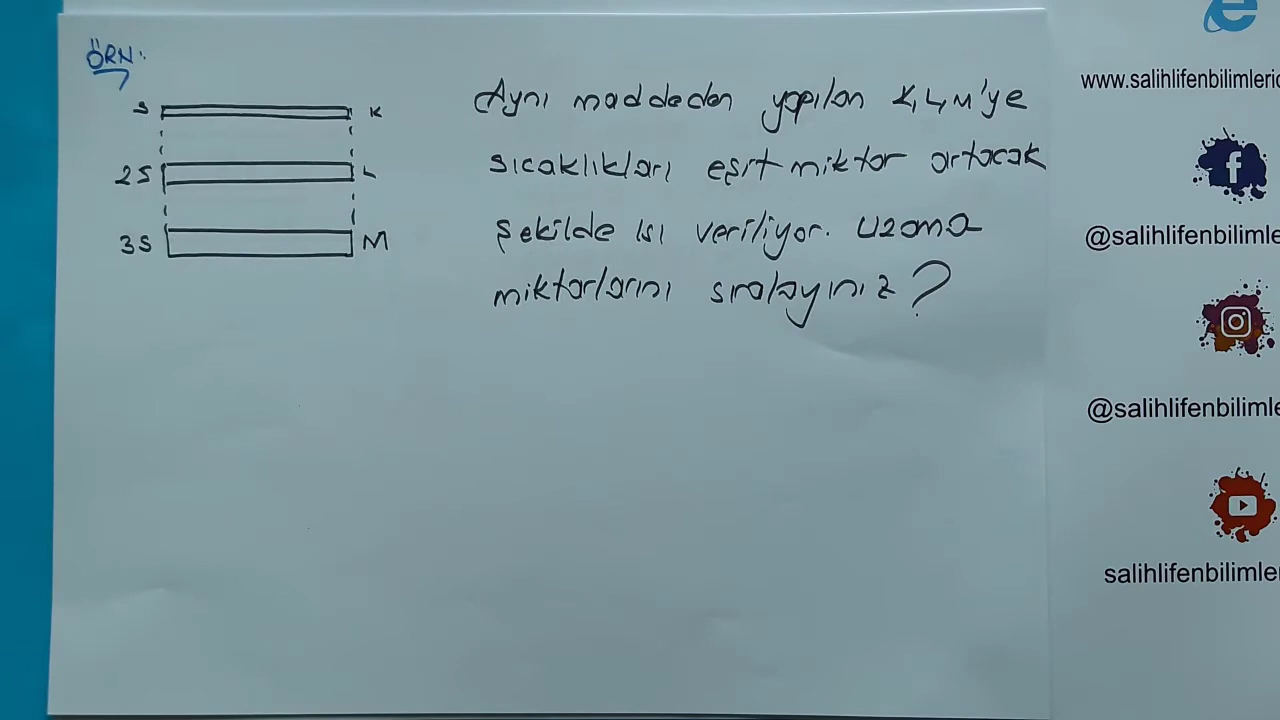 ÖRN:
S K
2S L
3S M
Aynı maddeden yapılan K, L, M'ye
sıcaklıkları eşit miktar artacak
şekilde ısı veriliyor. Uzama
miktarlarını sıralayınız?
www.salihlifenbilimleric
@salihlifenbilimle
@salihlifenbilimle
salihlifenbilimle